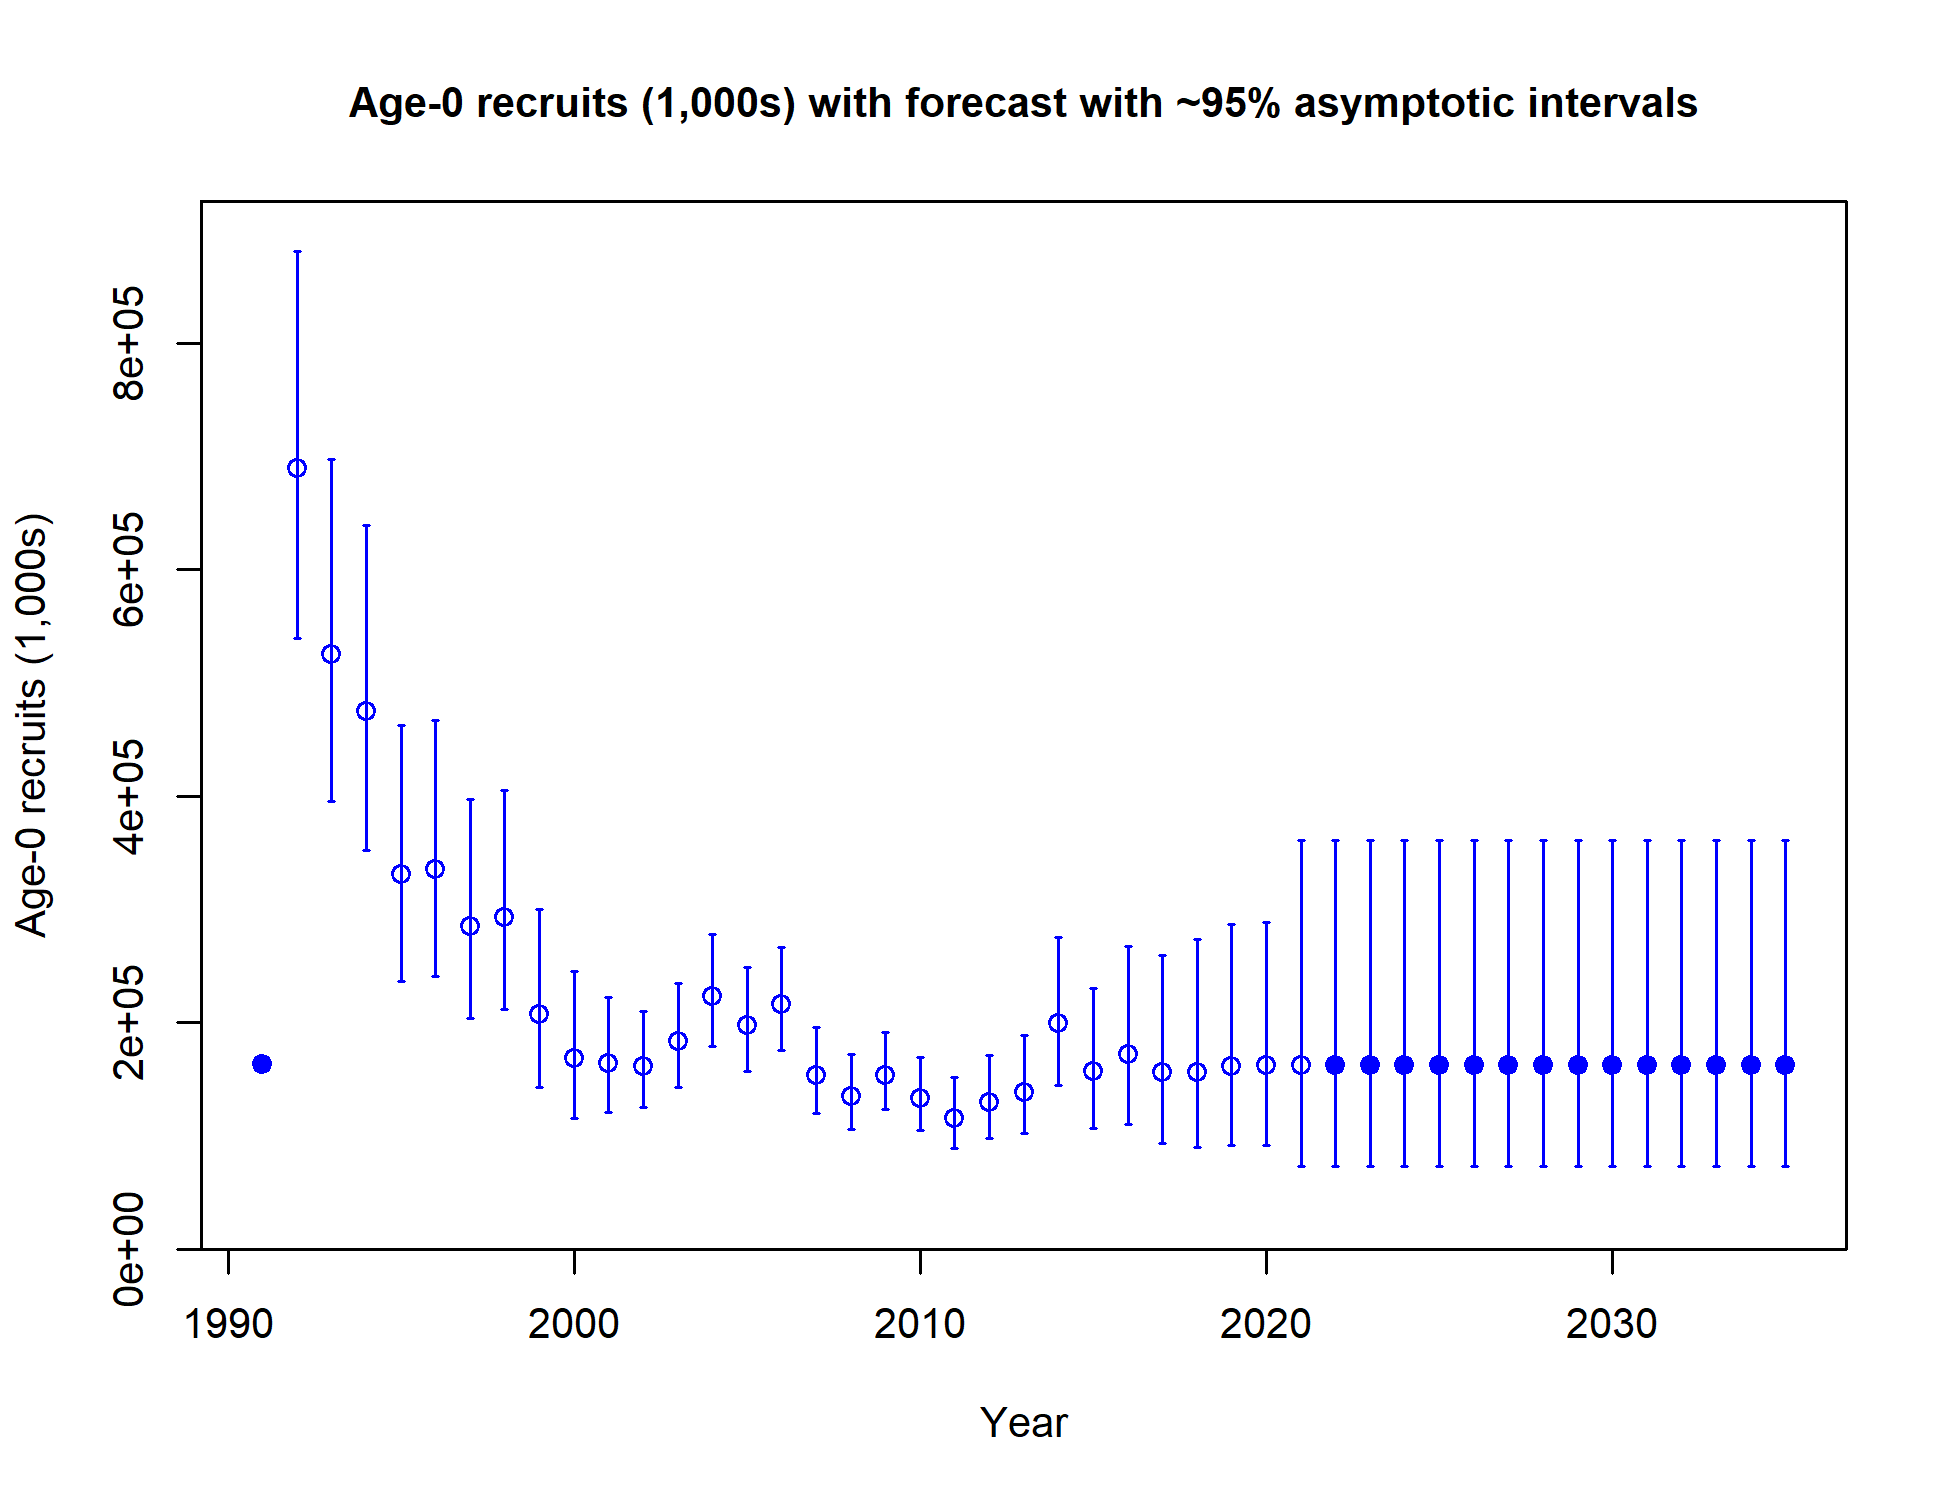 Age-0 recruits (1,000s) with forecast with ~95% asymptotic intervals
Age-0 recruits (1,000s)
8e+05
6e+05
4e+05
2e+05
0e+00
1990 2000 2010 2020 2030
Year